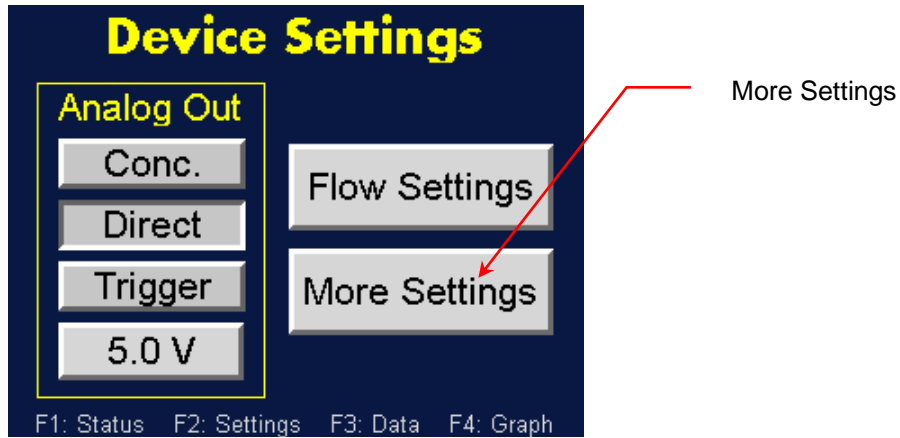 Device Settings
Analog Out
Conc.
Direct
Trigger
5.0 V
Flow Settings
More Settings
F1: Status F2: Settings F3: Data F4: Graph
More Settings